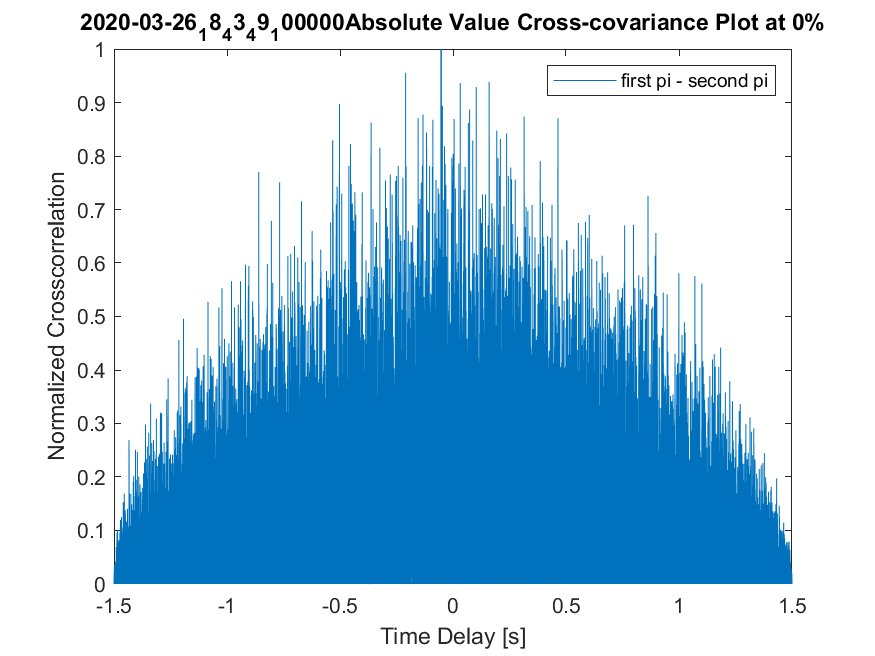 2020-03-26₁8₄3₄9₁00000Absolute Value Cross-covariance Plot at 0%
first pi - second pi
Normalized Crosscorrelation
1
0.9
0.8
0.7
0.6
0.5
0.4
0.3
0.2
0.1
0
-1.5 -1 -0.5 0 0.5 1 1.5
Time Delay [s]